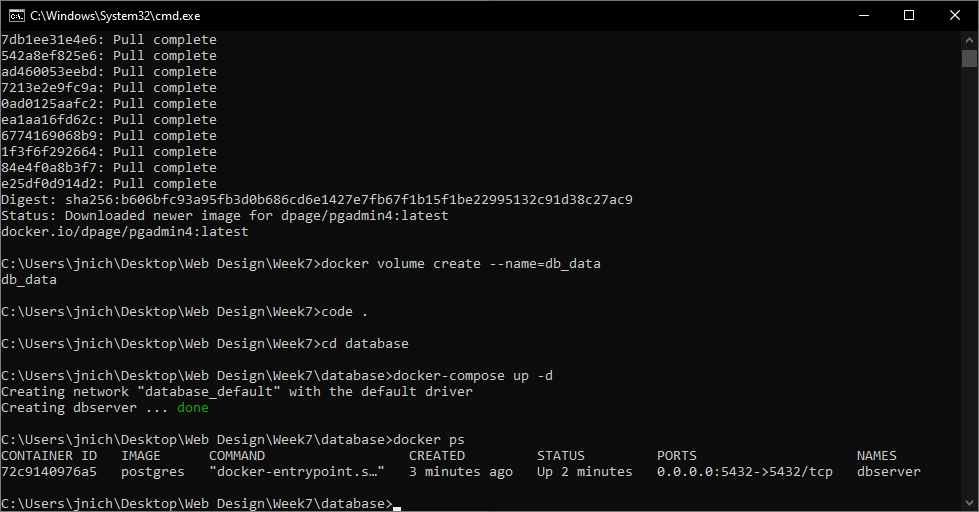 C:\Windows\System32\cmd.exe
7db1ee31e4e6: Pull complete
542a8ef825e6: Pull complete
ad460053eebd: Pull complete
7213e2e9fc9a: Pull complete
0ad0125aafc2: Pull complete
ea1aa16fd62c: Pull complete
6774169068b9: Pull complete
1f3f6f292664: Pull complete
84e4f0a8b3f7: Pull complete
e25df0d914d2: Pull complete
Digest: sha256:b606bfc93a95fb3d0b686cd6e1427e7fb67f1b15f1be22995132c91d38c27ac9
Status: Downloaded newer image for dpage/pgadmin4:latest
docker.io/dpage/pgadmin4:latest
C:\Users\jnich\Desktop\Web Design\Week7>docker volume create --name=db_data
db_data
C:\Users\jnich\Desktop\Web Design\Week7>code .
C:\Users\jnich\Desktop\Web Design\Week7>cd database
C:\Users\jnich\Desktop\Web Design\Week7\database>docker-compose up -d
Creating network "database_default" with the default driver
Creating dbserver ... done
C:\Users\jnich\Desktop\Web Design\Week7\database>docker ps
CONTAINER ID   IMAGE      COMMAND                  CREATED         STATUS         PORTS                    NAMES
72c9140976a5   postgres   "docker-entrypoint.s…"   3 minutes ago   Up 2 minutes   0.0.0.0:5432->5432/tcp   dbserver
C:\Users\jnich\Desktop\Web Design\Week7\database>